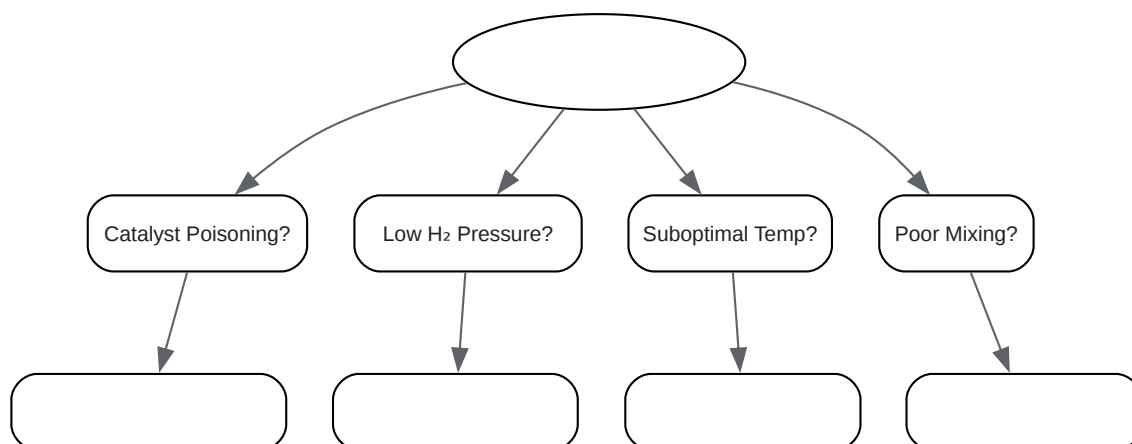 Catalyst Poisoning?
Low H₂ Pressure?
Suboptimal Temp?
Poor Mixing?